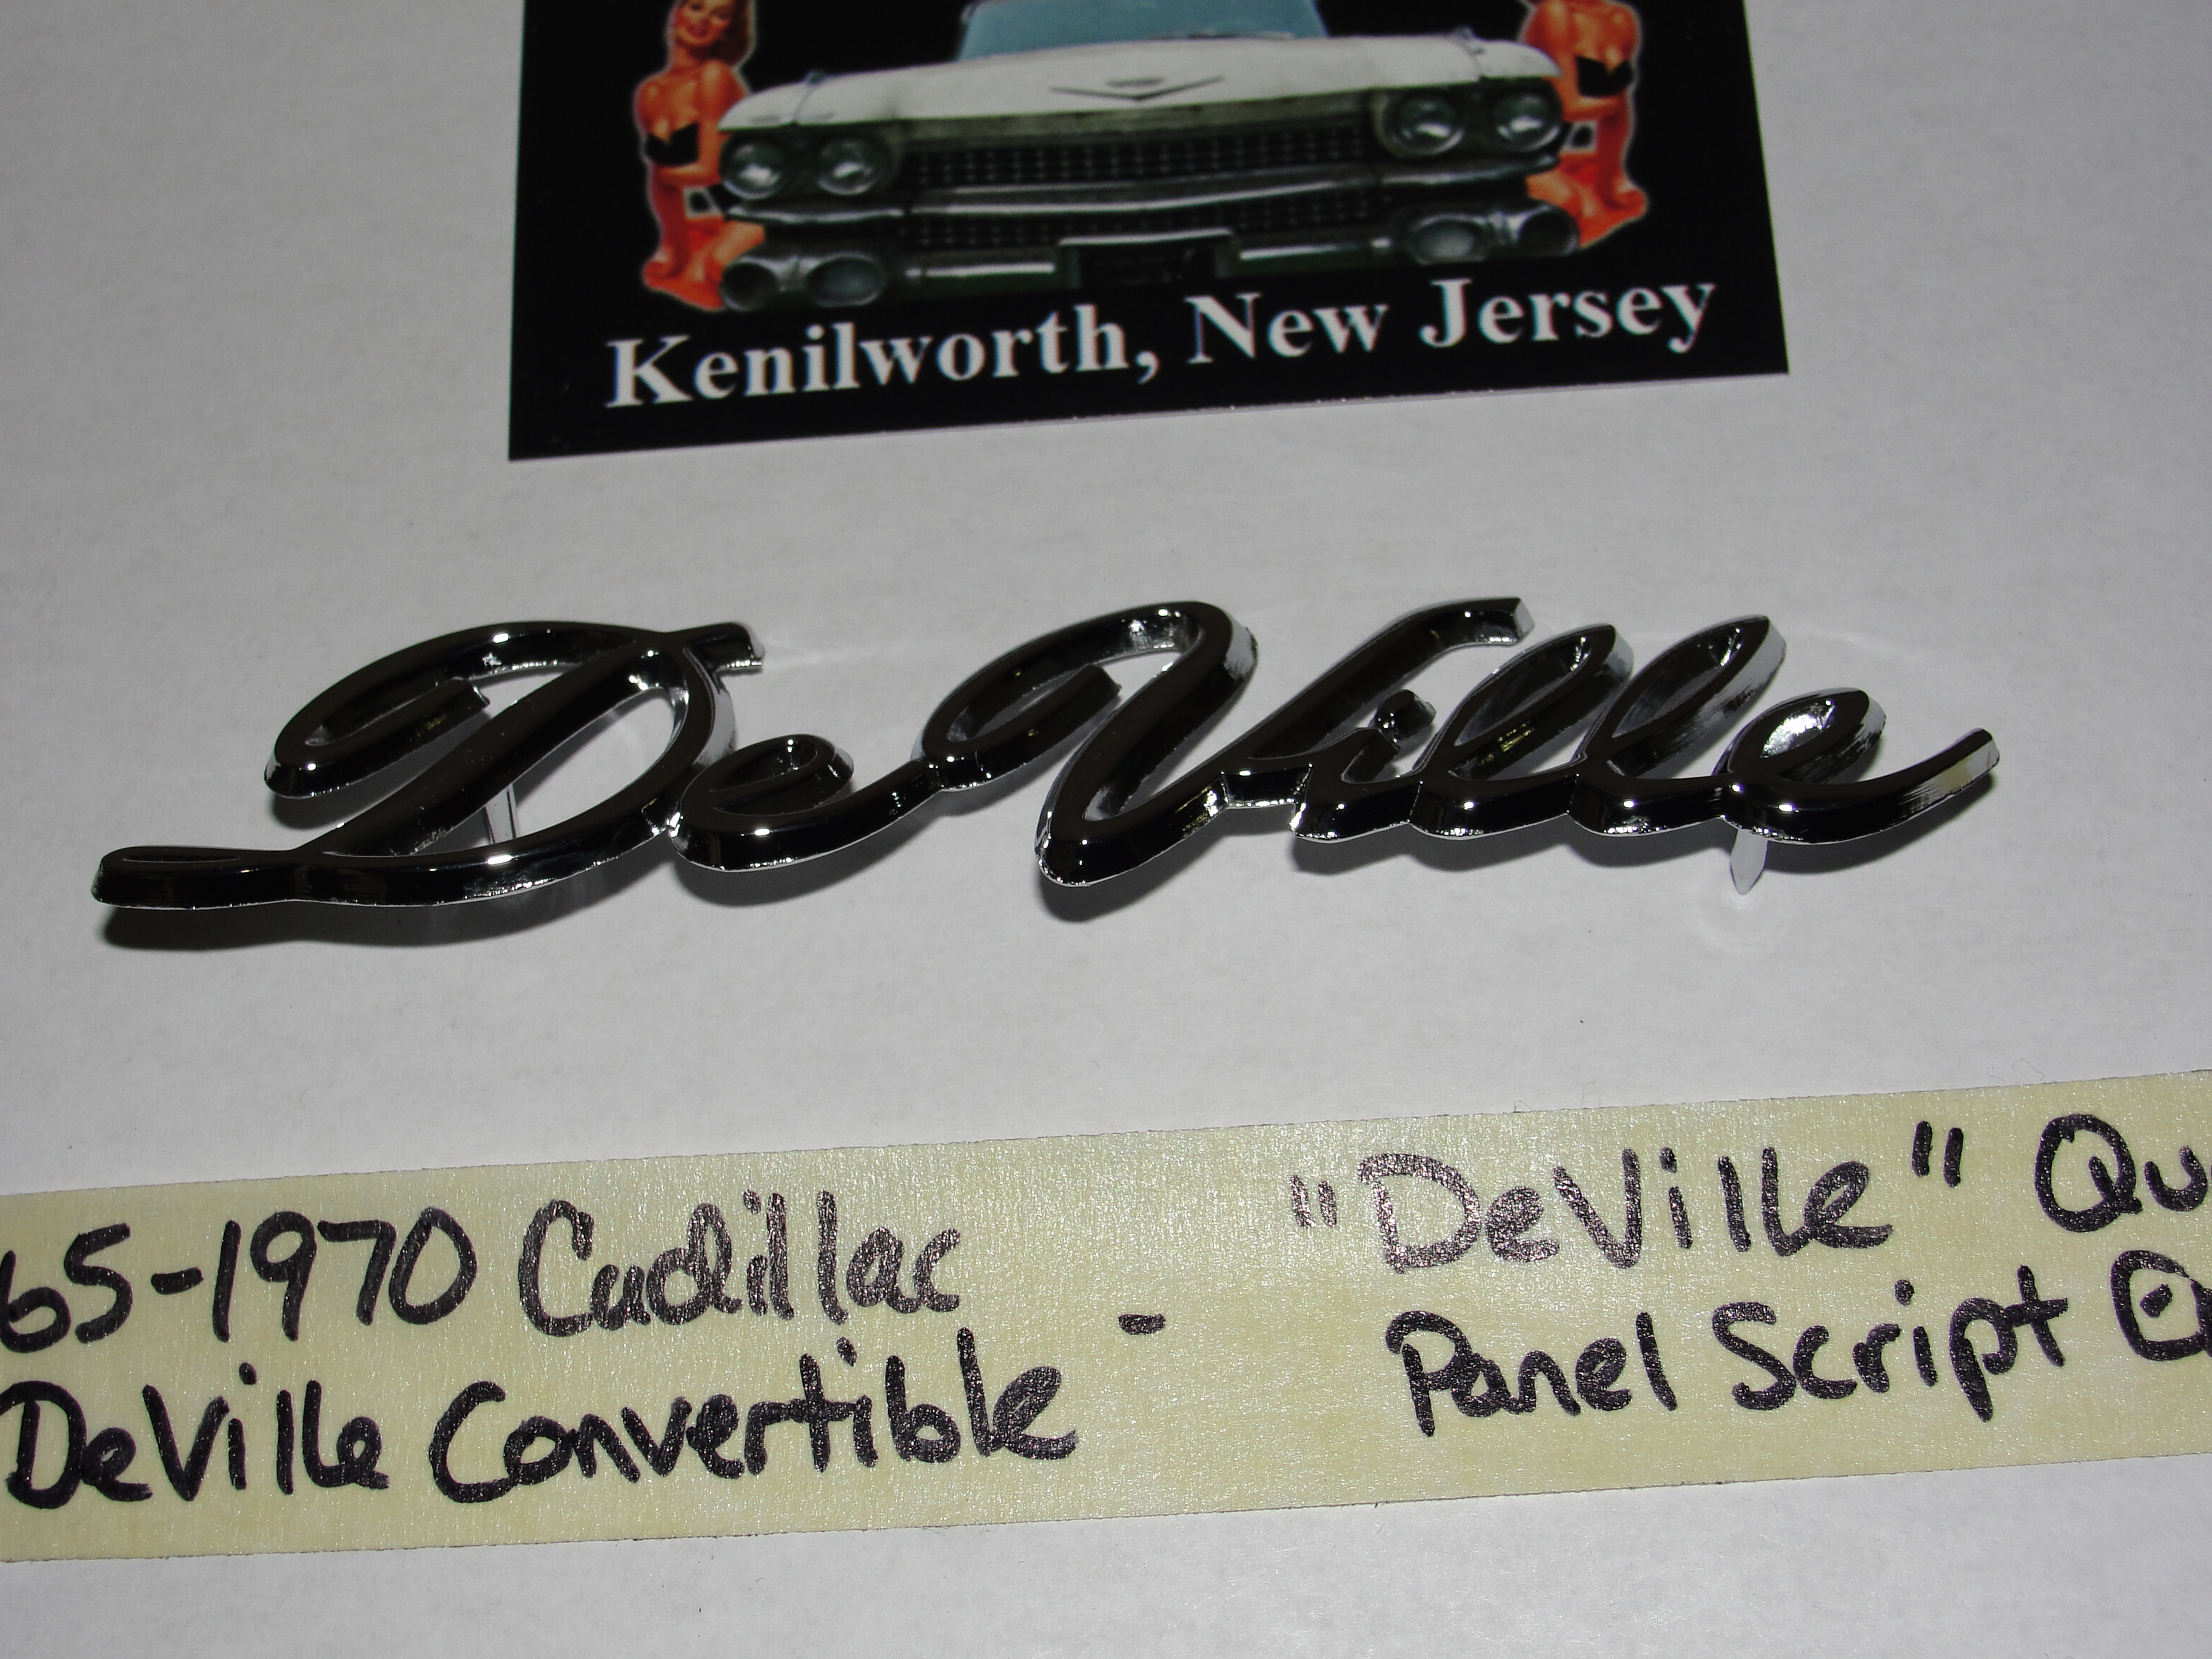 Kenilworth, New Jersey
DeVille
65-1970 Cadillac - "DeVille" Qu
DeVille Convertible Panel Script